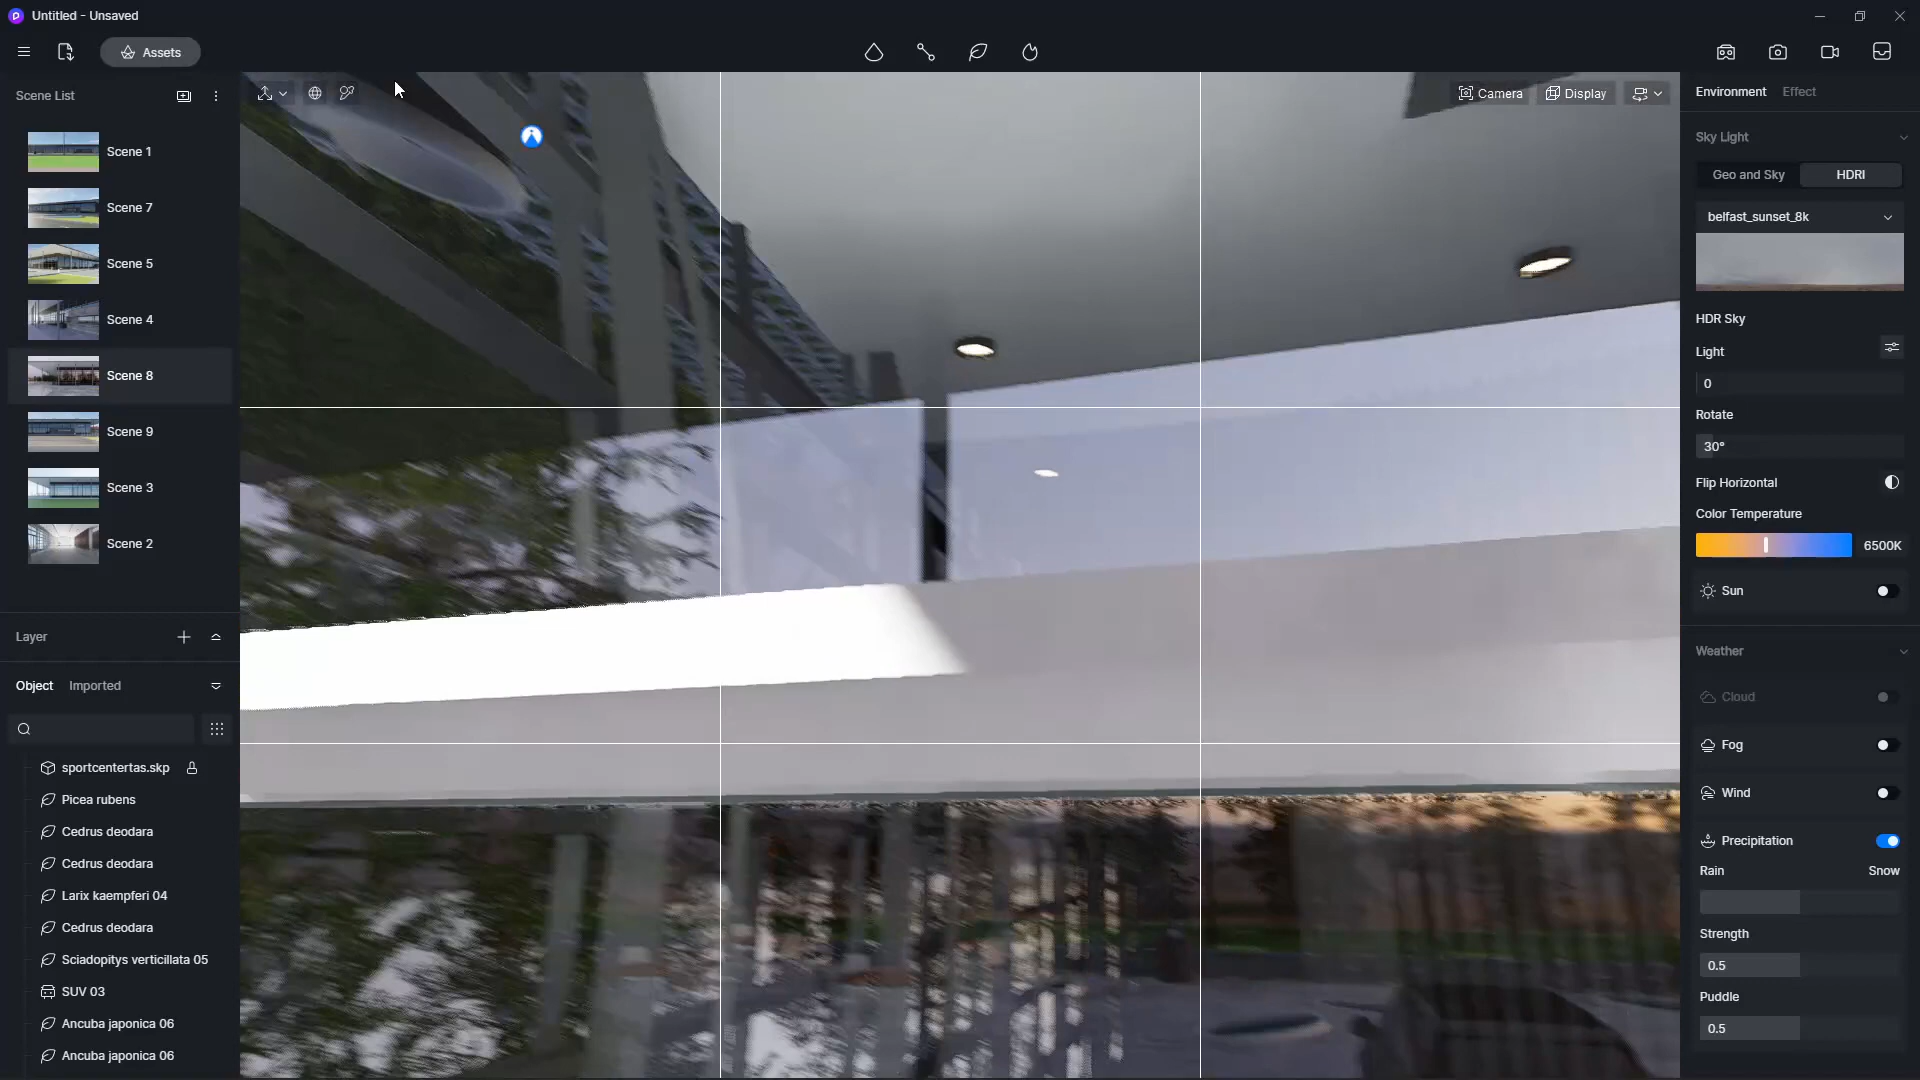 Untitled - Unsaved
Assets
Scene List
Scene 1
Scene 7
Scene 5
Scene 4
Scene 8
Scene 9
Scene 3
Scene 2
Layer
Object Imported
sportcentertas.skp
Picea rubens
Cedrus deodara
Cedrus deodara
Larix kaempferi 04
Cedrus deodara
Sciadopitys verticillata 05
SUV 03
Ancuba japonica 06
Ancuba japonica 06
Camera Display
Environment Effect
Sky Light
Geo and Sky HDRI
belfast_sunset_8k
HDR Sky
Light
0
Rotate
30°
Flip Horizontal
Color Temperature
6500K
Sun
Weather
Cloud
Fog
Wind
Precipitation
Rain Snow
Strength
0.5
Puddle
0.5